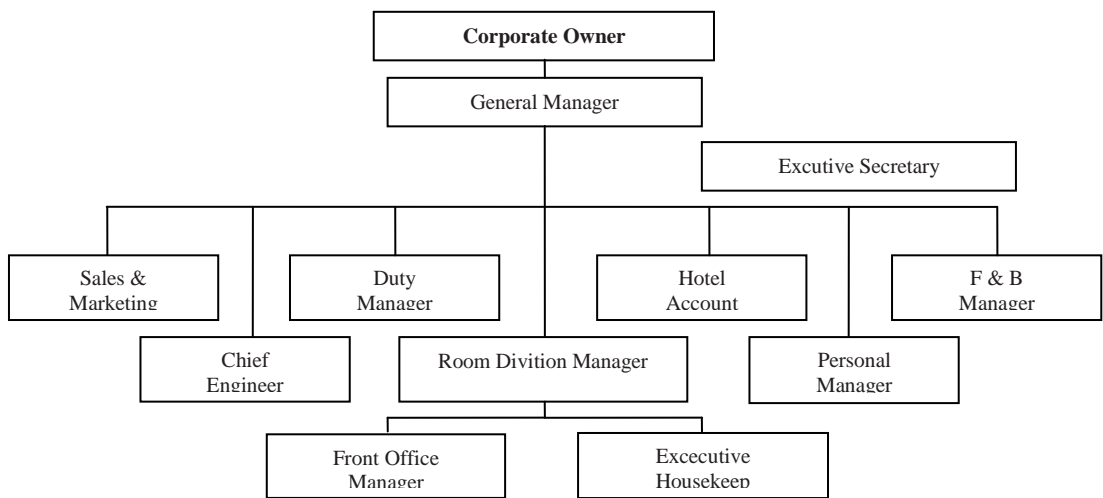 Corporate Owner
General Manager
Excutive Secretary
Sales &
Marketing
Duty
Manager
Hotel
Account
F & B
Manager
Chief
Engineer
Room Divition Manager
Personal
Manager
Front Office
Manager
Excecutive
Housekeep